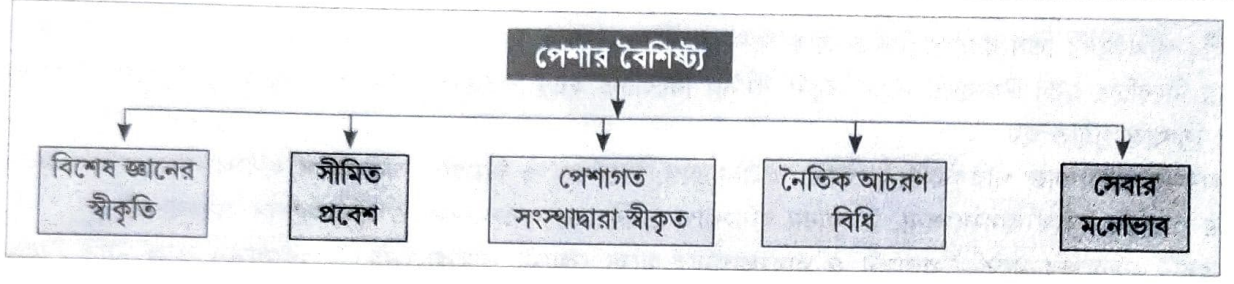 পেশার বৈশিষ্ট্য
বিশেষ জ্ঞানের
স্বীকৃতি
সীমিত
প্রবেশ
পেশাগত
সংস্থাদ্বারা স্বীকৃত
নৈতিক আচরণ
বিধি
সেবার
মনোভাব